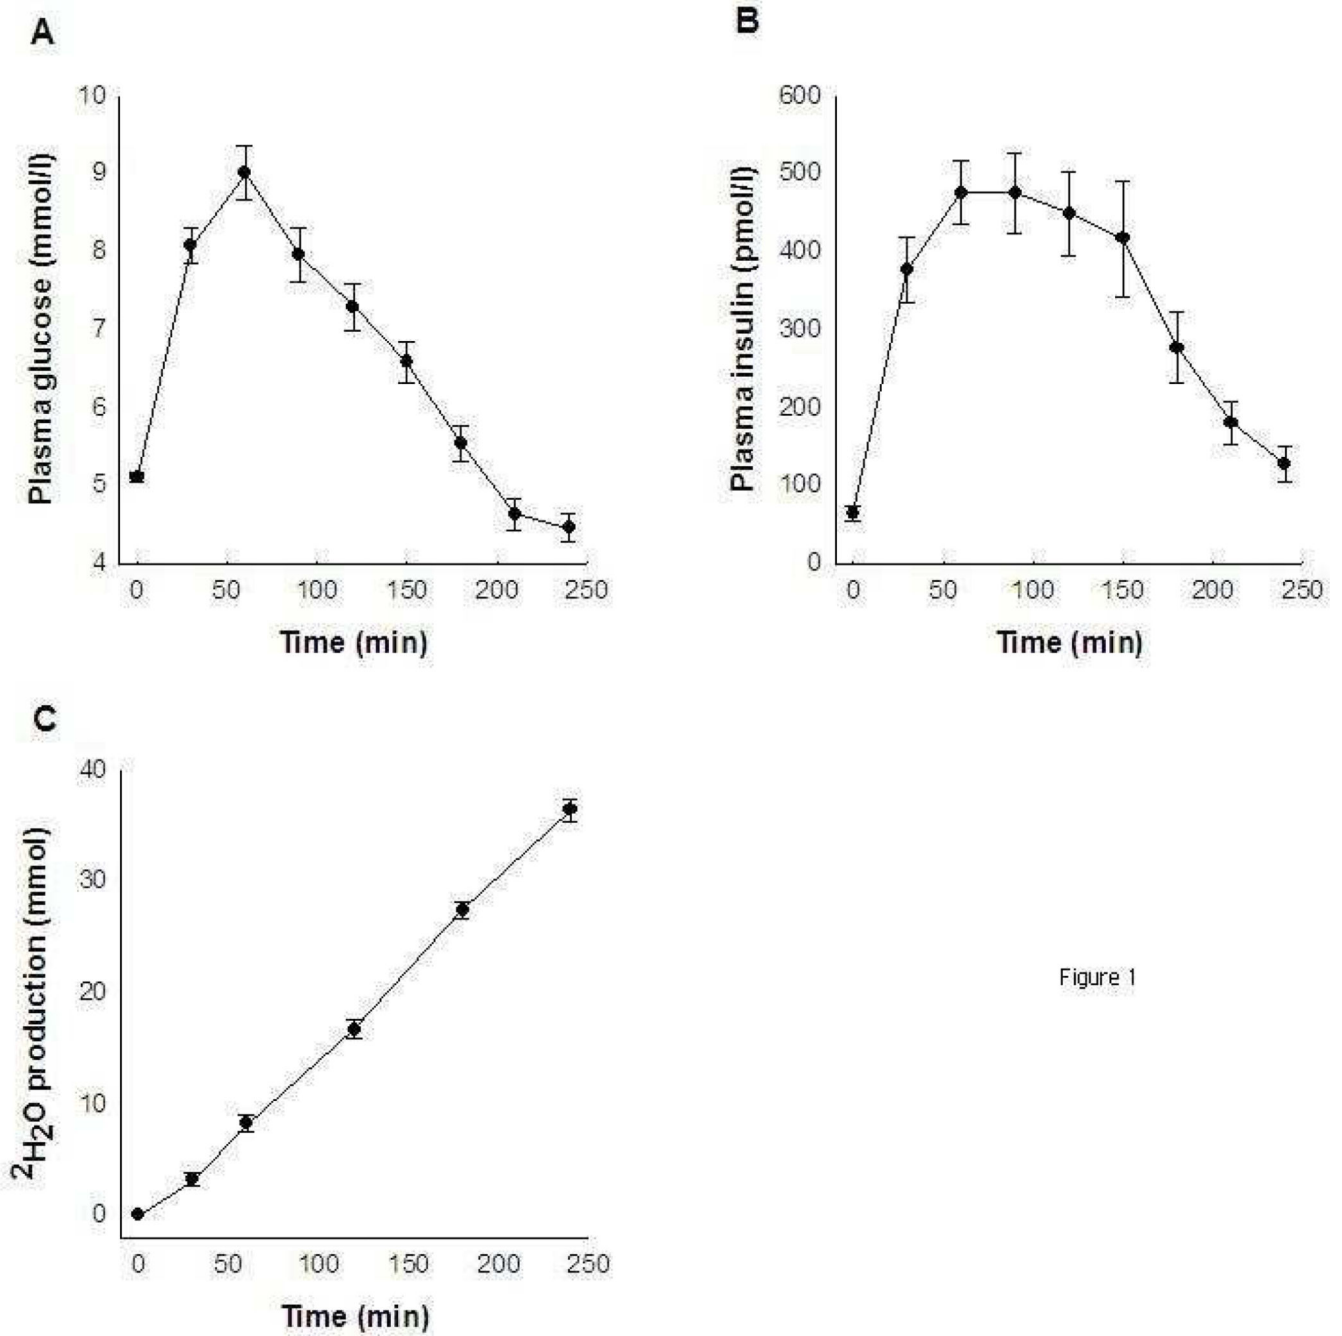 A
B
Plasma glucose (mmol/l)
10
9
8
7
6
5
4
0 50 100 150 200 250
Time (min)
Plasma insulin (pmol/l)
600
500
400
300
200
100
0
0 50 100 150 200 250
Time (min)
C
²H₂O production (mmol)
40
30
20
10
0
0 50 100 150 200 250
Time (min)
Figure 1